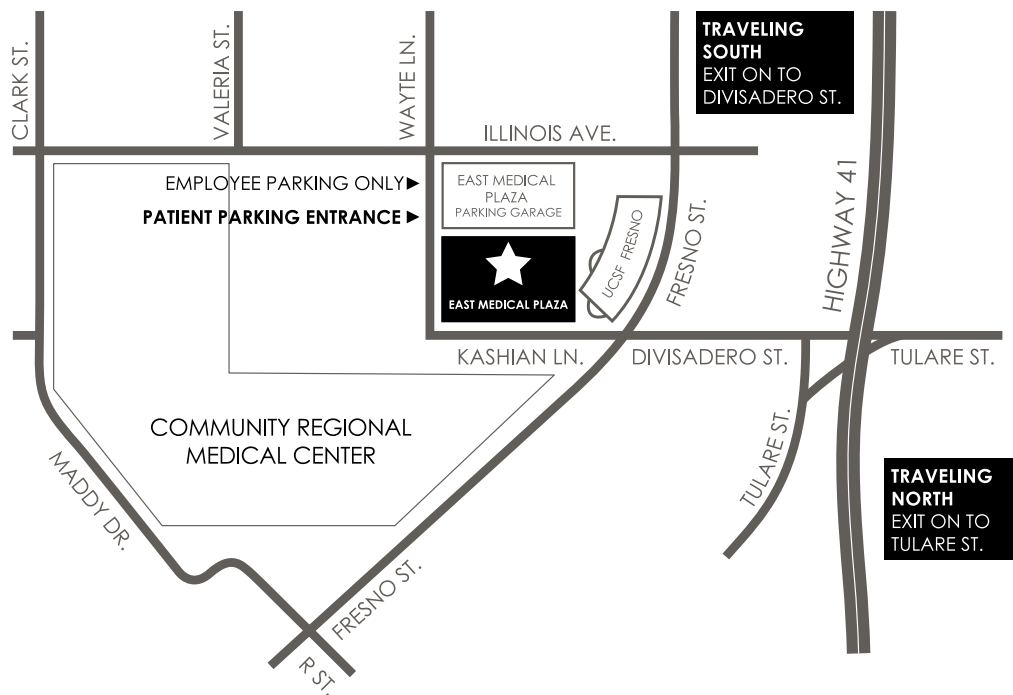 CLARK ST.
VALERIA ST.
WAYTE LN.
ILLINOIS AVE.
TRAVELING
SOUTH
EXIT ON TO
DIVISADERO ST.
EMPLOYEE PARKING ONLY
PATIENT PARKING ENTRANCE
EAST MEDICAL
PLAZA
PARKING GARAGE
EAST MEDICAL PLAZA
UCSF FRESNO
FRESNO ST.
HIGHWAY 41
KASHIAN LN.
DIVISADERO ST.
TULARE ST.
COMMUNITY REGIONAL
MEDICAL CENTER
MADDY DR.
TULARE ST.
TRAVELING
NORTH
EXIT ON TO
TULARE ST.
FRESNO ST.
R ST.